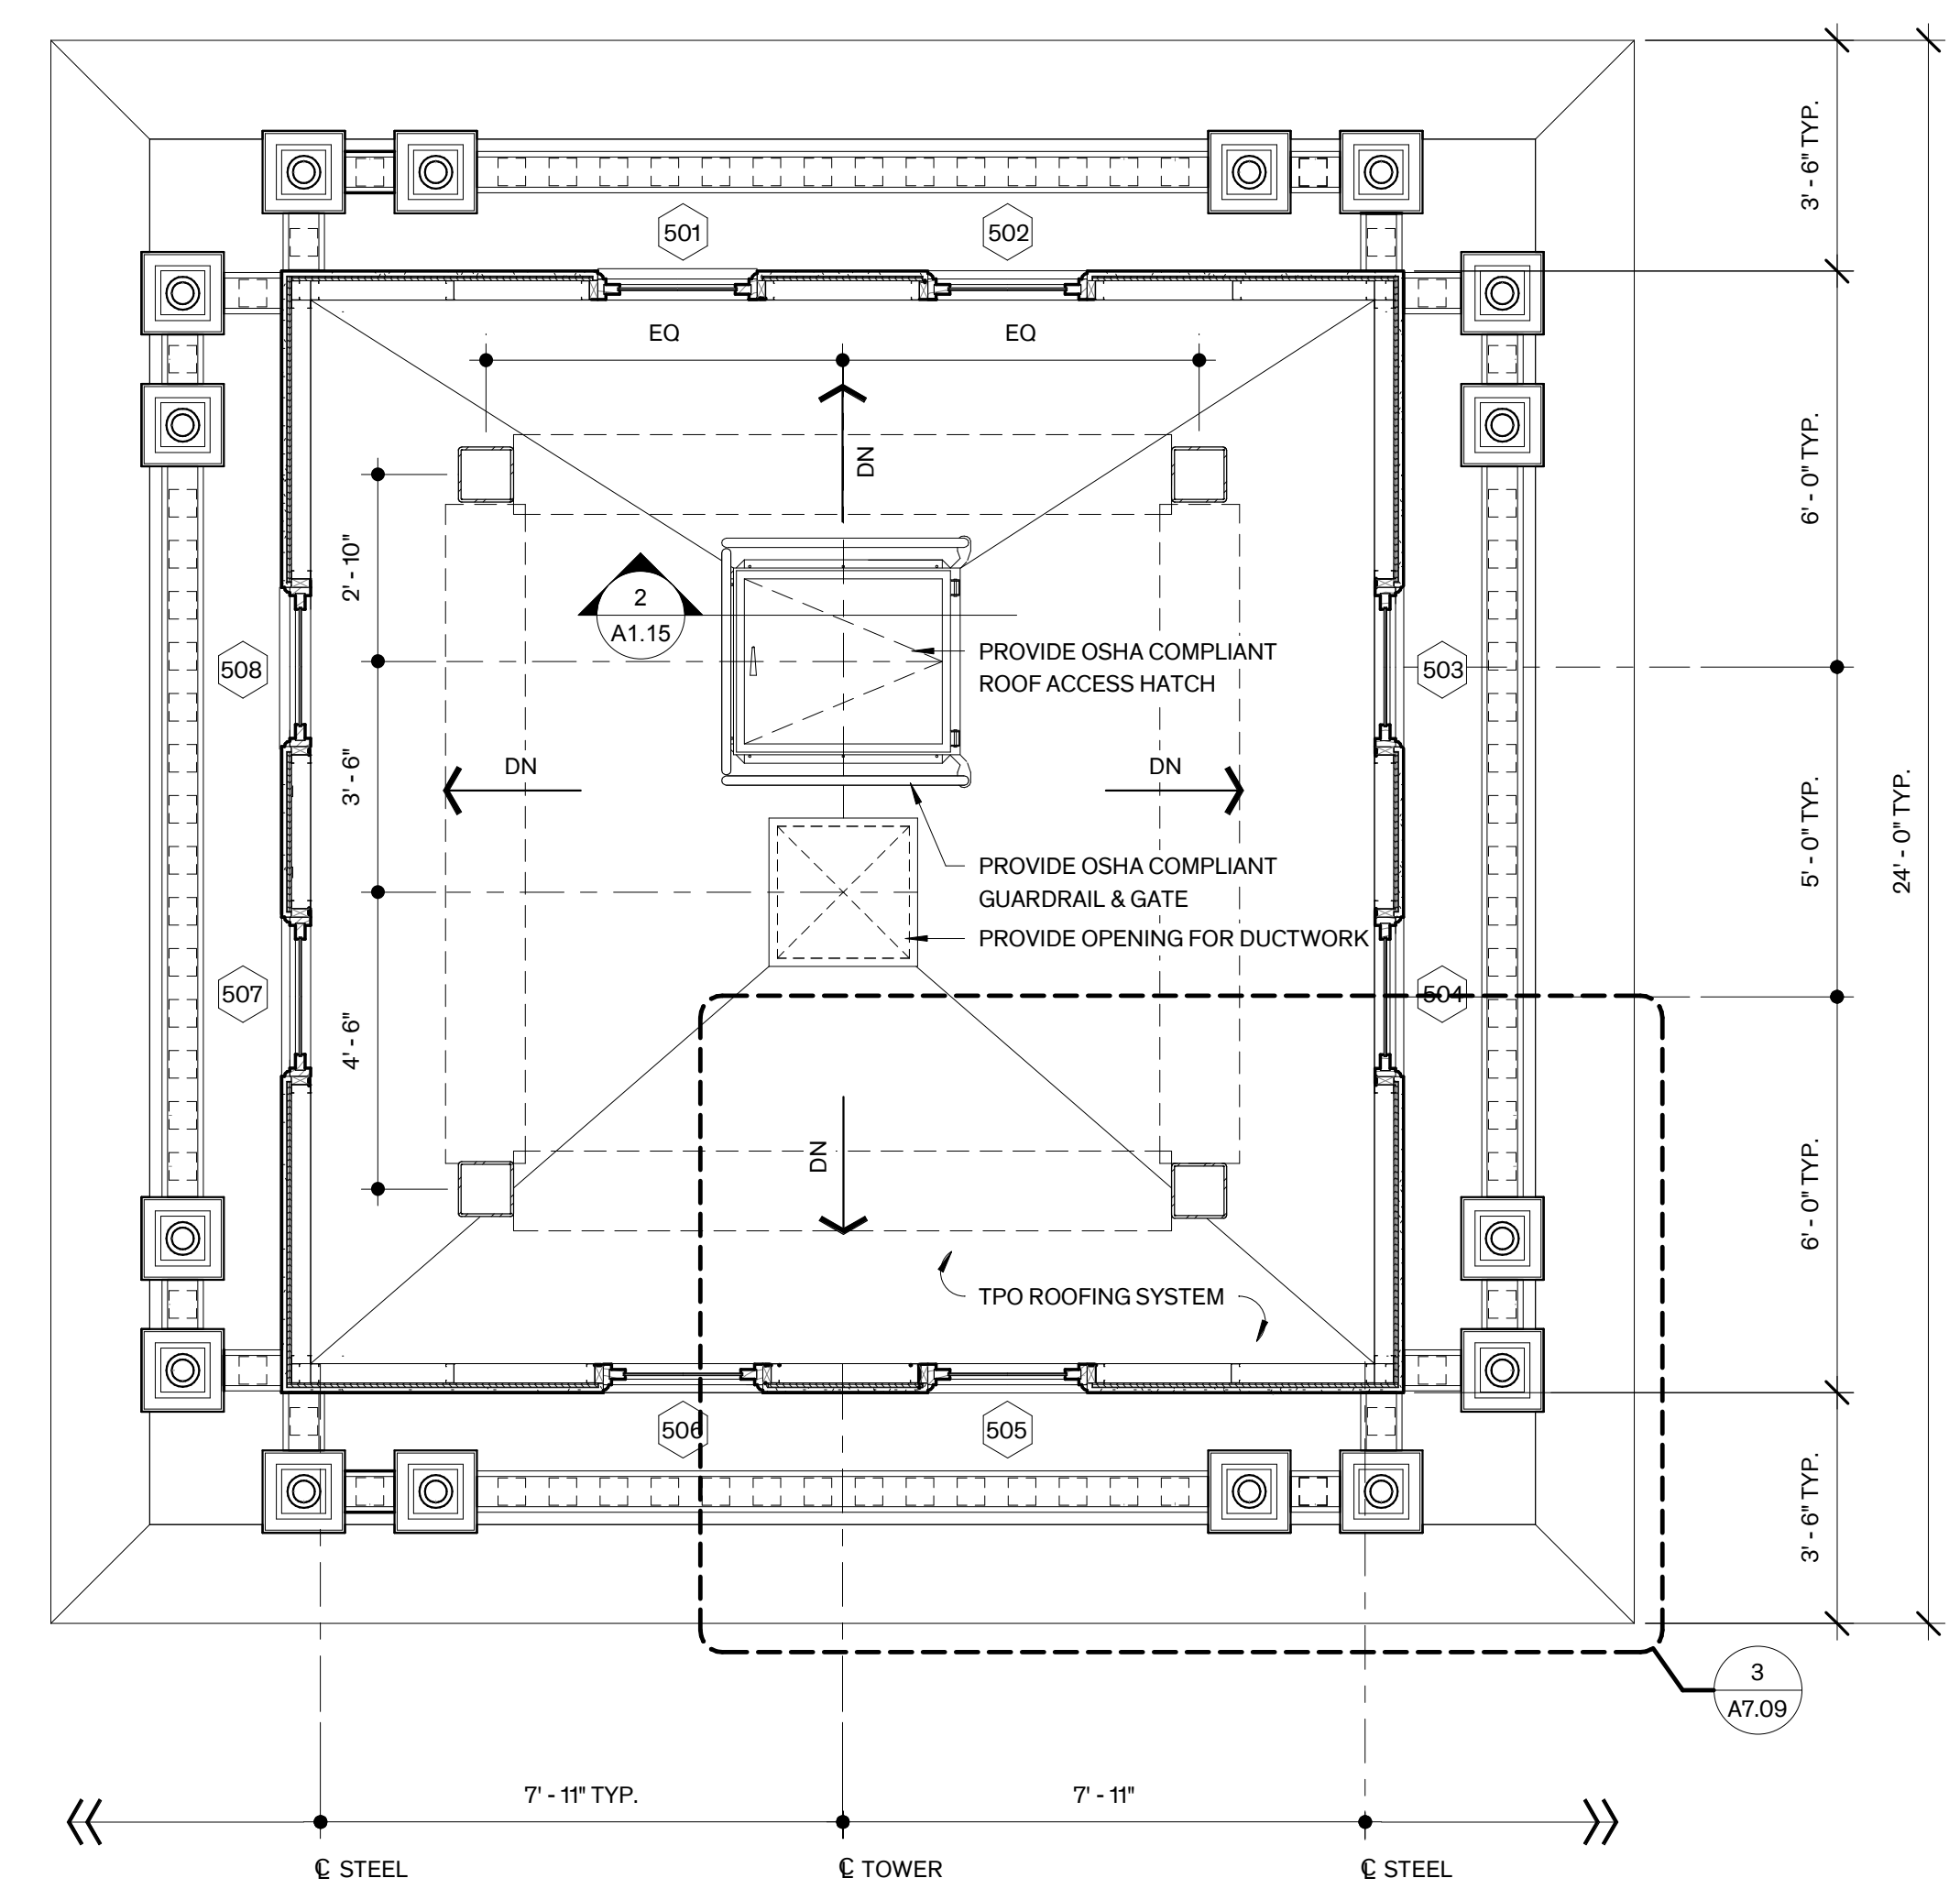 3' - 6" TYP.
501
502
EQ
EQ
6' - 0" TYP.
DN
2' - 10"
2
A1.15
PROVIDE OSHA COMPLIANT
ROOF ACCESS HATCH
508
503
3' - 6"
DN
DN
5' - 0" TYP.
24' - 0" TYP.
PROVIDE OSHA COMPLIANT
GUARDRAIL & GATE
PROVIDE OPENING FOR DUCTWORK
507
504
4' - 6"
DN
6' - 0" TYP.
TPO ROOFING SYSTEM
506
505
3' - 6" TYP.
3
A7.09
7' - 11" TYP.
7' - 11"
℄ STEEL
℄ TOWER
℄ STEEL